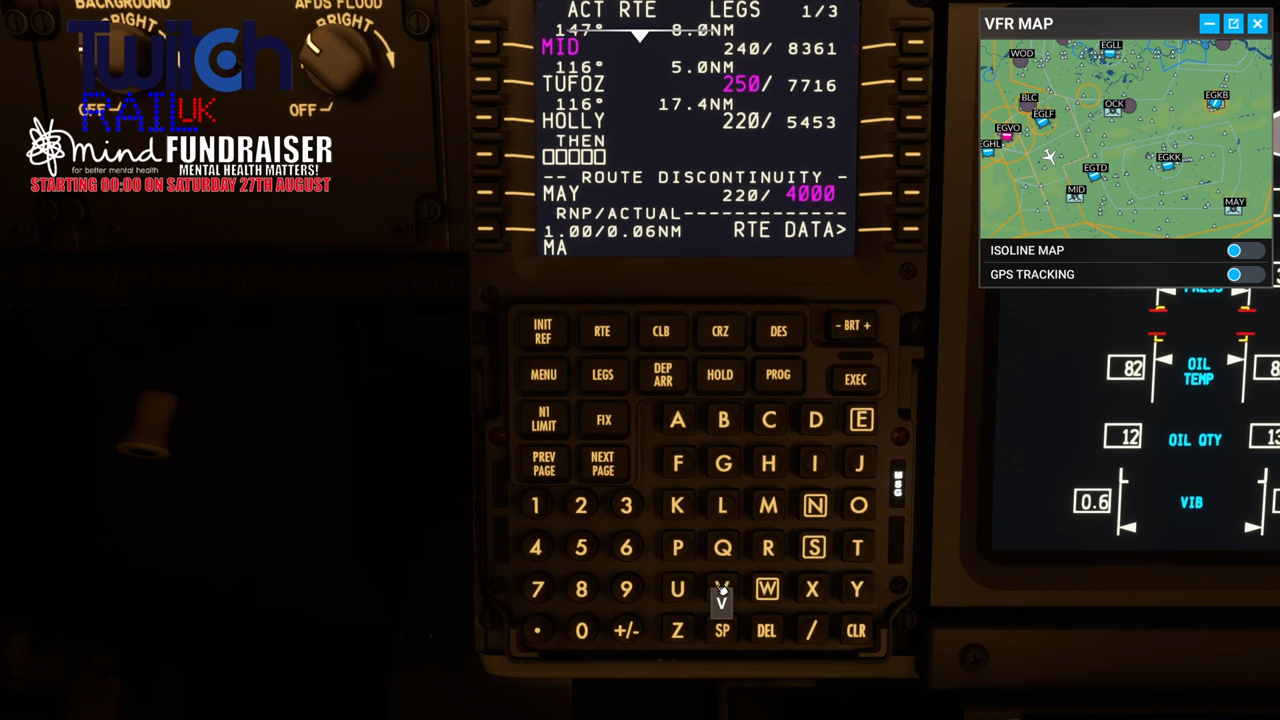 BACKGROUND
BRIGHT
OFF
AFDS FLOOD
BRIGHT
OFF
Twitch
RAILUK
mind FUNDRAISER
for better mental health
MENTAL HEALTH MATTERS!
STARTING 00:00 ON SATURDAY 27TH AUGUST
ACT RTE LEGS 1/3
147° 8.0NM
MID 240/ 8361
116° 5.0NM
TUFOZ 250/ 7716
116° 17.4NM
HOLLY 220/ 5453
THEN
□□□□□
-- ROUTE DISCONTINUITY -
MAY 220/ 4000
RNP/ACTUAL-------------
1.00/0.06NM RTE DATA>
MA
INIT REF RTE CLB CRZ DES - BRT +
MENU LEGS DEP ARR HOLD PROG EXEC
N1 LIMIT FIX A B C D E
PREV PAGE NEXT PAGE F G H I J
1 2 3 K L M N O
4 5 6 P Q R S T
7 8 9 U V W X Y
V
. 0 +/- Z SP DEL / CLR
MSG
VFR MAP
WOD
EGLL
BLC
OCK
EGKB
EGLF
EGVO
EGHL
EGTD
EGKK
MID
MAY
ISOLINE MAP
GPS TRACKING
PRESS
82 OIL TEMP 8
12 OIL QTY 13
0.6 VIB